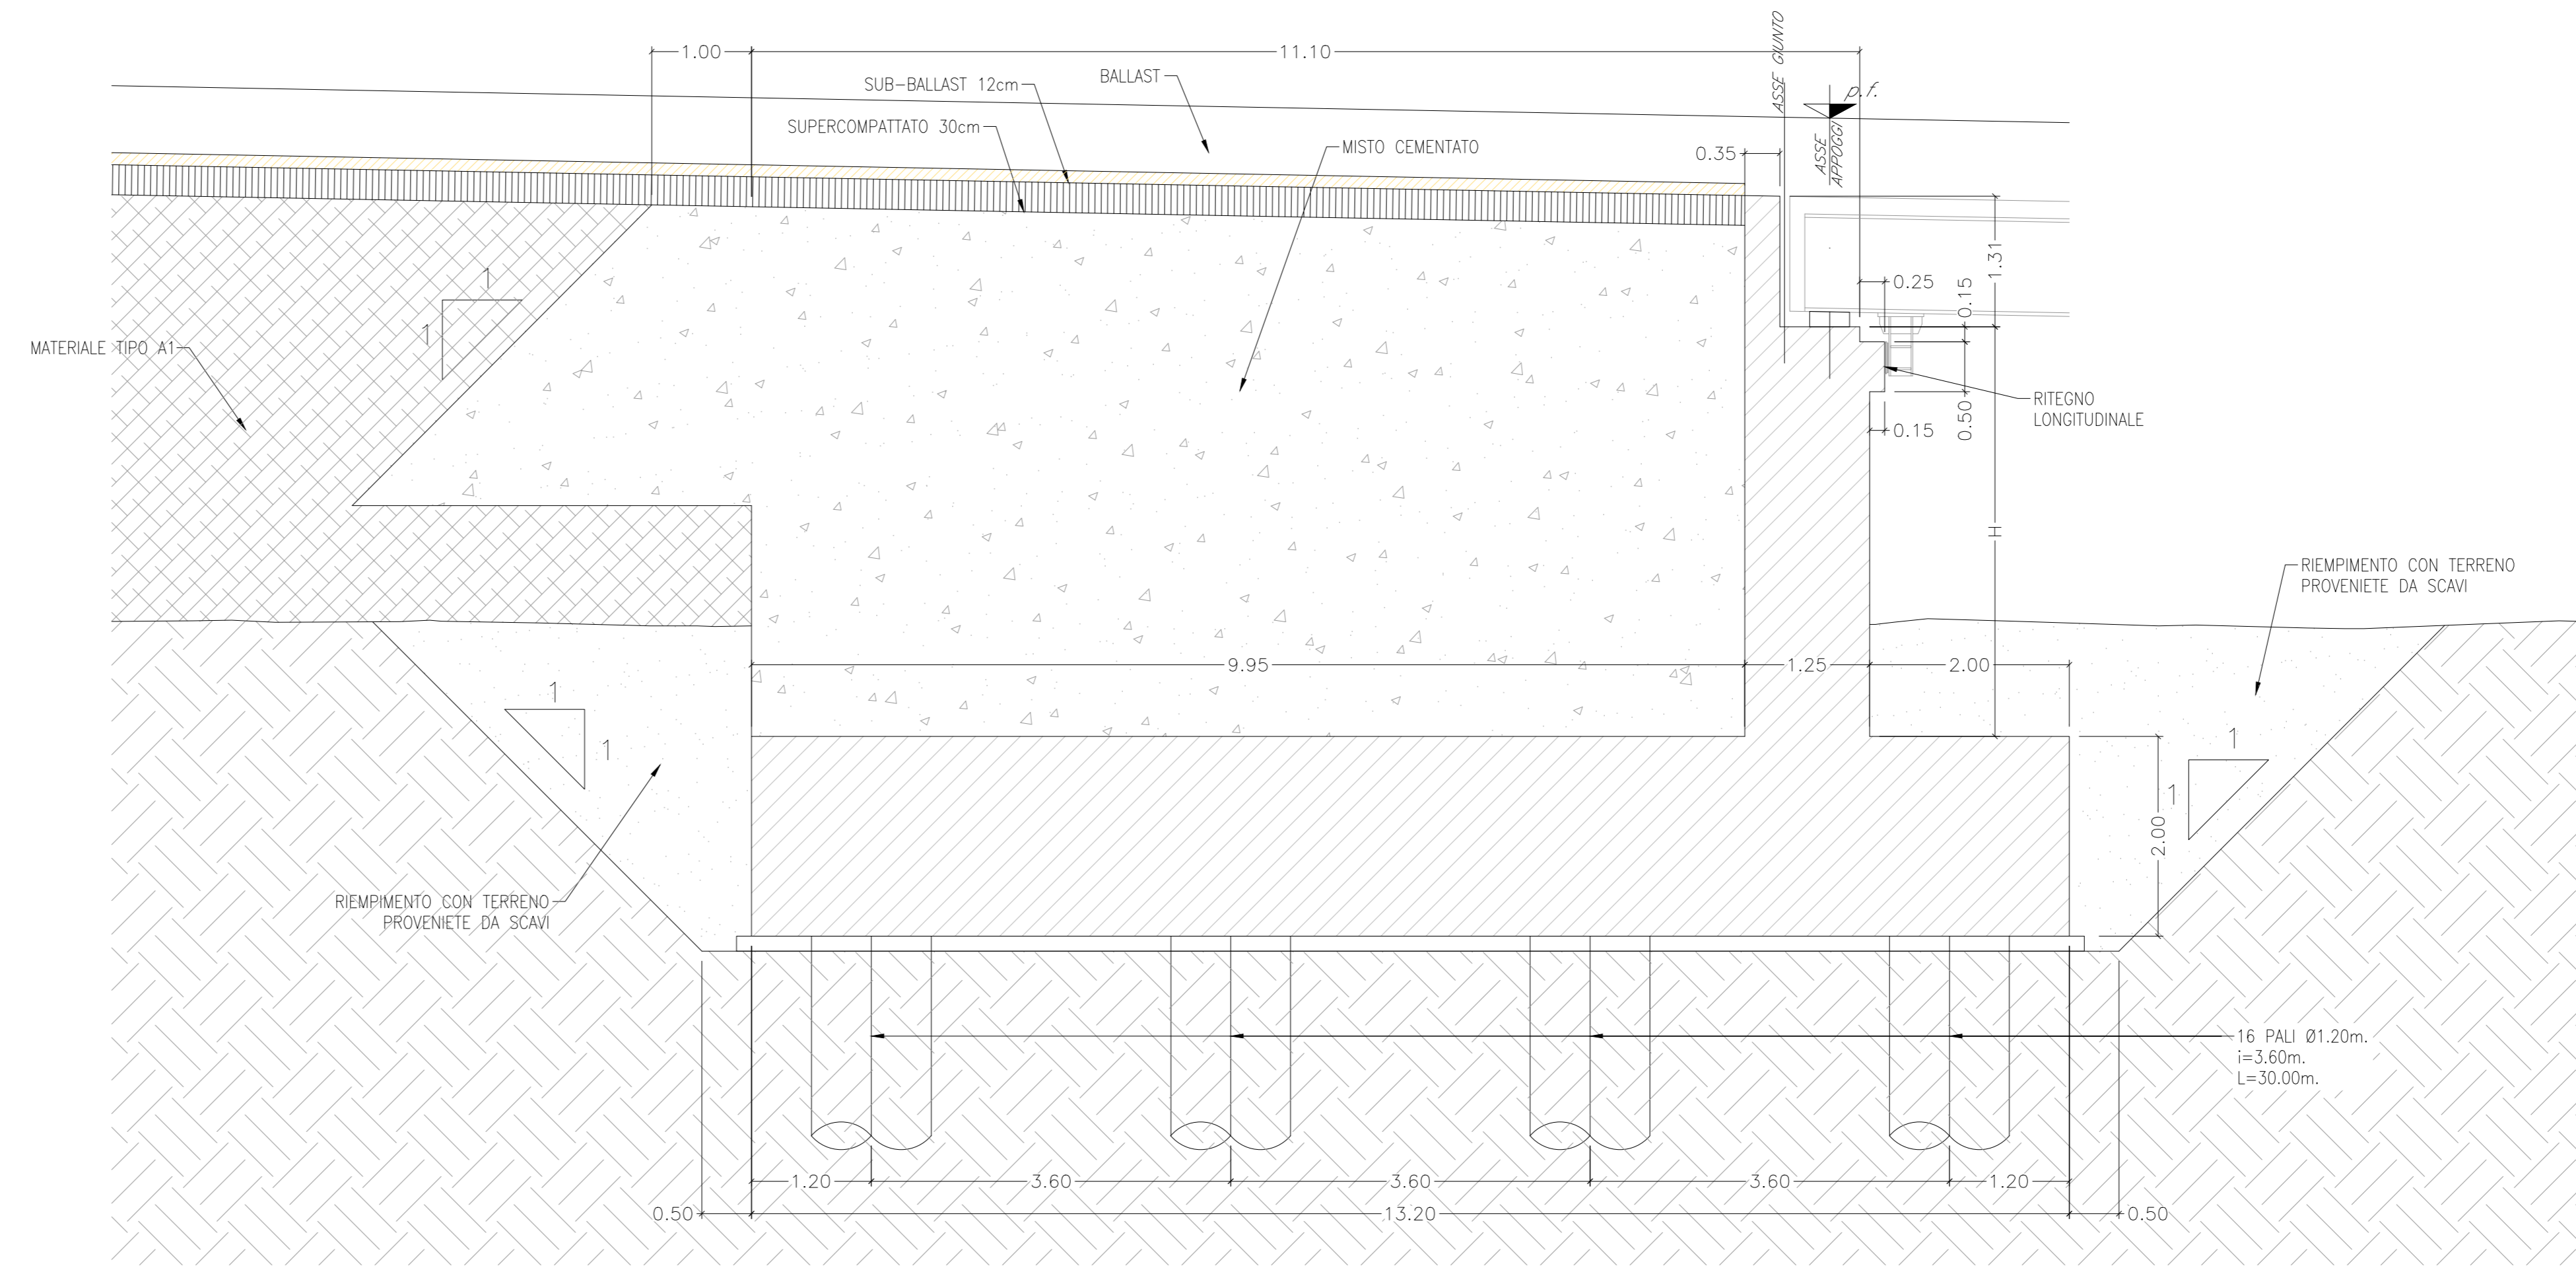 1.00
11.10
ASSE GIUNTO
SUB-BALLAST 12cm
BALLAST
p.f.
SUPERCOMPATTATO 30cm
MISTO CEMENTATO
0.35
ASSE
APPOGGI
1.31
1
1
0.25
0.15
MATERIALE TIPO A1
RITEGNO
LONGITUDINALE
0.50
0.15
H
RIEMPIMENTO CON TERRENO
PROVENIETE DA SCAVI
9.95
1.25
2.00
1
1
1
1
2.00
RIEMPIMENTO CON TERRENO
PROVENIETE DA SCAVI
16 PALI Ø1.20m.
i=3.60m.
L=30.00m.
1.20
3.60
3.60
3.60
1.20
0.50
13.20
0.50